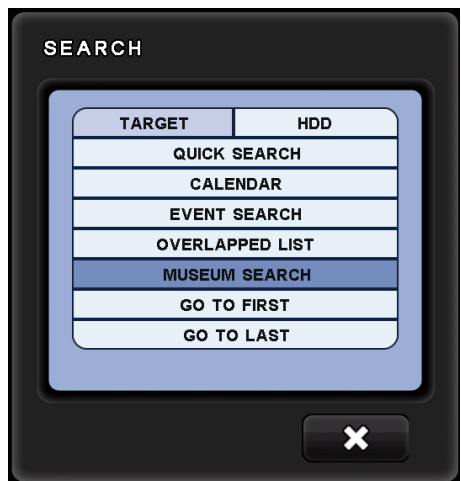 SEARCH
TARGET HDD
QUICK SEARCH
CALENDAR
EVENT SEARCH
OVERLAPPED LIST
MUSEUM SEARCH
GO TO FIRST
GO TO LAST